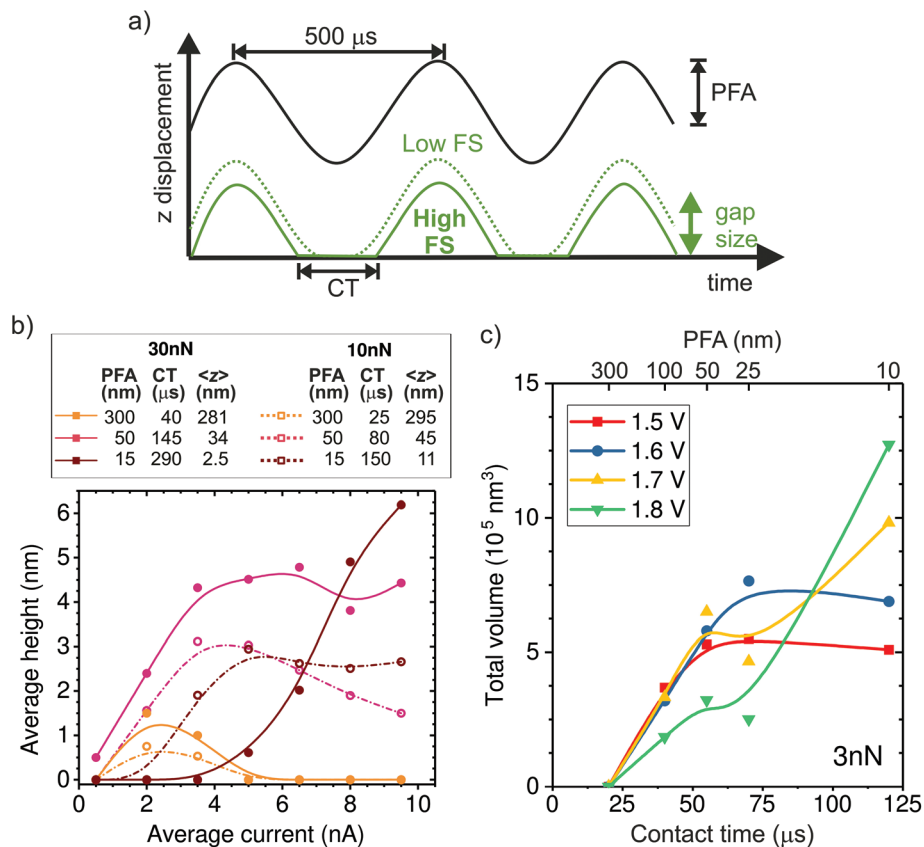 a)
500 μs
PFA
z displacement
Low FS
High
FS
gap
size
CT
time
b)
30nN 10nN
PFA CT <z> PFA CT <z>
(nm) (μs) (nm) (nm) (μs) (nm)
300 40 281 300 25 295
50 145 34 50 80 45
15 290 2.5 15 150 11
6
5
4
3
2
1
0
Average height (nm)
0 2 4 6 8 10
Average current (nA)
c)
PFA (nm)
300 100 50 25 10
15
10
5
0
Total volume (10⁵ nm³)
1.5 V
1.6 V
1.7 V
1.8 V
3nN
0 25 50 75 100 125
Contact time (μs)